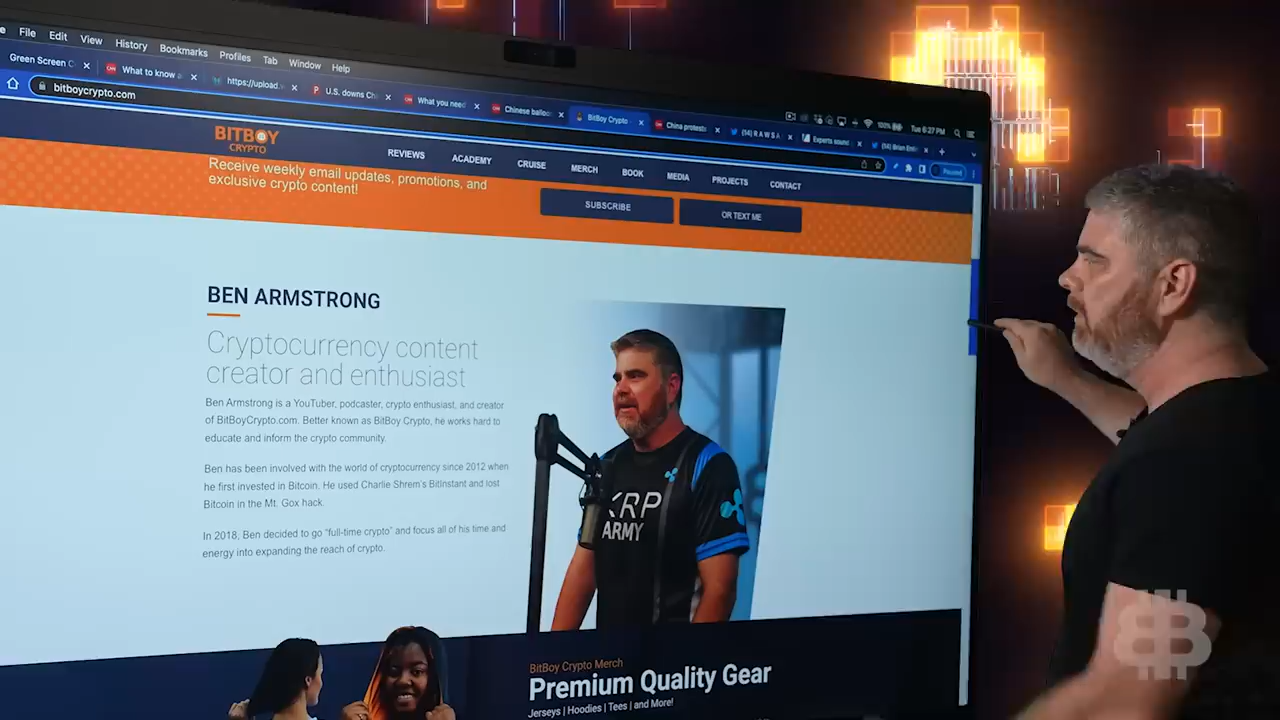 File Edit View History Bookmarks Profiles Tab Window Help
100% Tue 6:27 PM
Green Screen
What to know
https://upload.
U.S. downs Ch
What you need
Chinese balloo
BitBoy Crypto
China protests
(14) R A W S A
Experts sound
bitboycrypto.com
Paused
BITBOY
CRYPTO
REVIEWS
ACADEMY
CRUISE
MERCH
BOOK
MEDIA
PROJECTS
CONTACT
Receive weekly email updates, promotions, and
exclusive crypto content!
SUBSCRIBE
OR TEXT ME
BEN ARMSTRONG
Cryptocurrency content
creator and enthusiast
Ben Armstrong is a YouTuber, podcaster, crypto enthusiast, and creator
of BitBoyCrypto.com. Better known as BitBoy Crypto, he works hard to
educate and inform the crypto community.
Ben has been involved with the world of cryptocurrency since 2012 when
he first invested in Bitcoin. He used Charlie Shrem's BitInstant and lost
Bitcoin in the Mt. Gox hack.
In 2018, Ben decided to go "full-time crypto" and focus all of his time and
energy into expanding the reach of crypto.
XRP
ARMY
BitBoy Crypto Merch
Premium Quality Gear
Jerseys | Hoodies | Tees | and More!